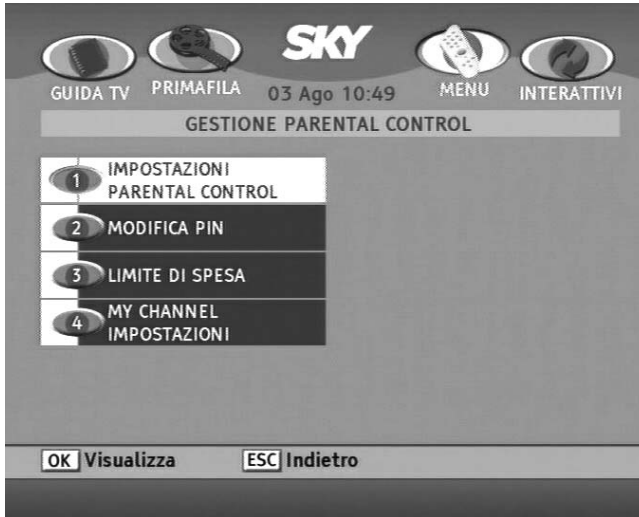 SKY
GUIDA TV
PRIMAFILA
03 Ago 10:49
MENU
INTERATTIVI
GESTIONE PARENTAL CONTROL
1 IMPOSTAZIONI
PARENTAL CONTROL
2 MODIFICA PIN
3 LIMITE DI SPESA
4 MY CHANNEL
IMPOSTAZIONI
OK Visualizza ESC Indietro